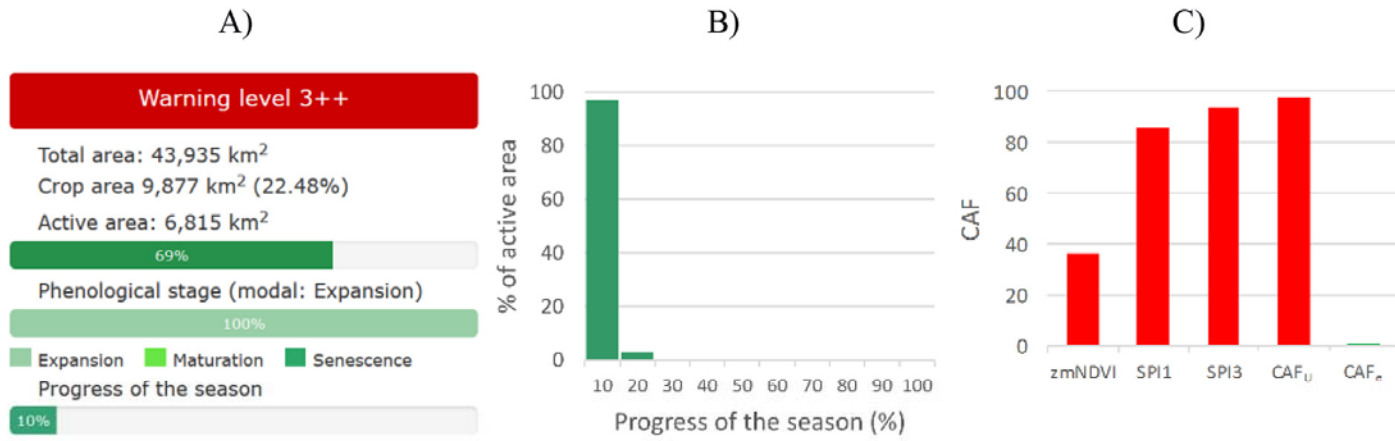 A)
Warning level 3++
Total area: 43,935 km²
Crop area 9,877 km² (22.48%)
Active area: 6,815 km²
69%
Phenological stage (modal: Expansion)
100%
Expansion Maturation Senescence
Progress of the season
10%
B)
% of active area
100
80
60
40
20
0
10 20 30 40 50 60 70 80 90 100
Progress of the season (%)
C)
CAF
100
80
60
40
20
0
zmNDVI SPI1 SPI3 CAFᵤ CAFₑ